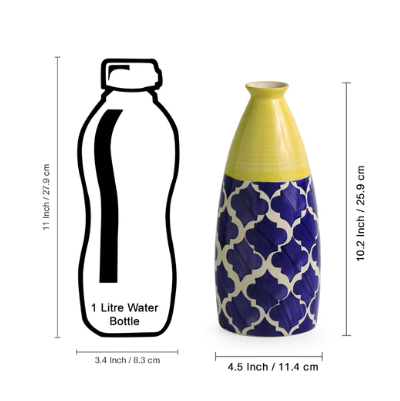 11 Inch / 27.9 cm
1 Litre Water
Bottle
3.4 Inch / 8.3 cm
10.2 Inch / 25.9 cm
4.5 Inch / 11.4 cm